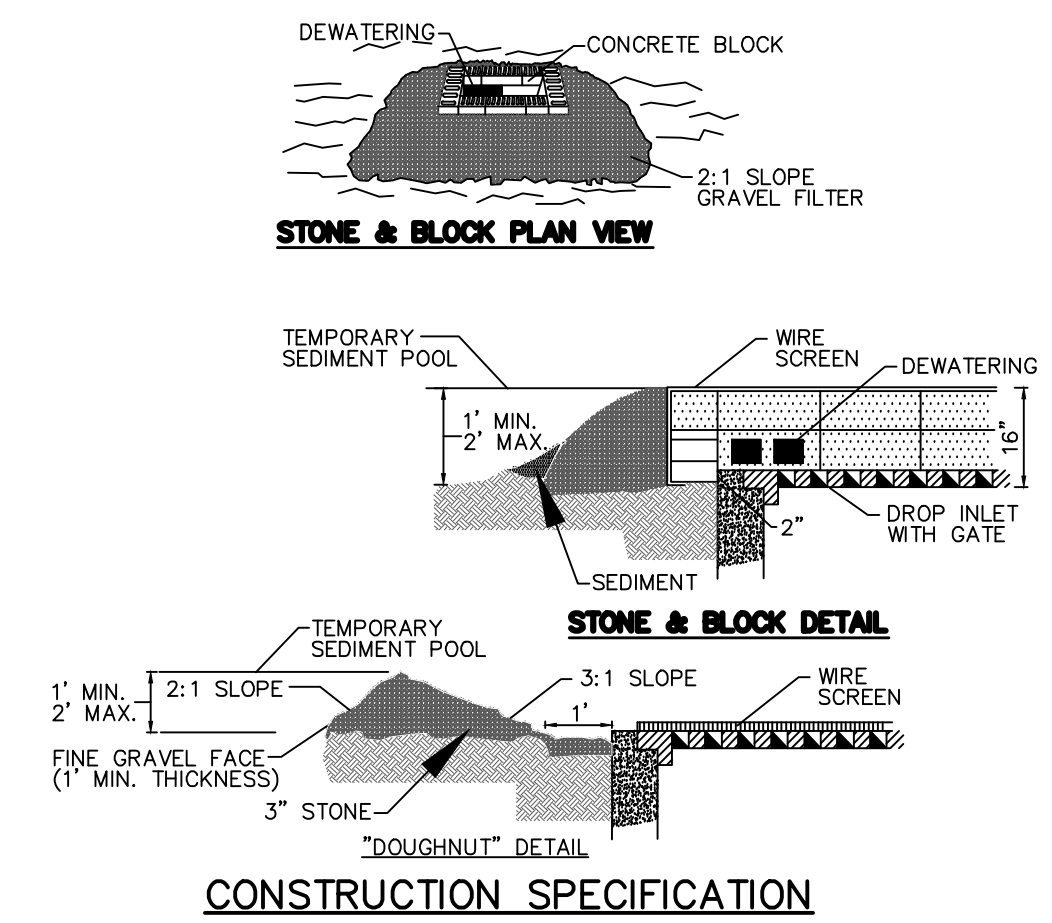 DEWATERING
CONCRETE BLOCK
2:1 SLOPE
GRAVEL FILTER
STONE & BLOCK PLAN VIEW
TEMPORARY
SEDIMENT POOL
WIRE
SCREEN
DEWATERING
1' MIN.
2' MAX.
16"
DROP INLET
WITH GATE
2"
SEDIMENT
STONE & BLOCK DETAIL
TEMPORARY
SEDIMENT POOL
1' MIN.
2' MAX.
2:1 SLOPE
3:1 SLOPE
WIRE
SCREEN
1'
FINE GRAVEL FACE
(1' MIN. THICKNESS)
3" STONE
"DOUGHNUT" DETAIL
CONSTRUCTION SPECIFICATION